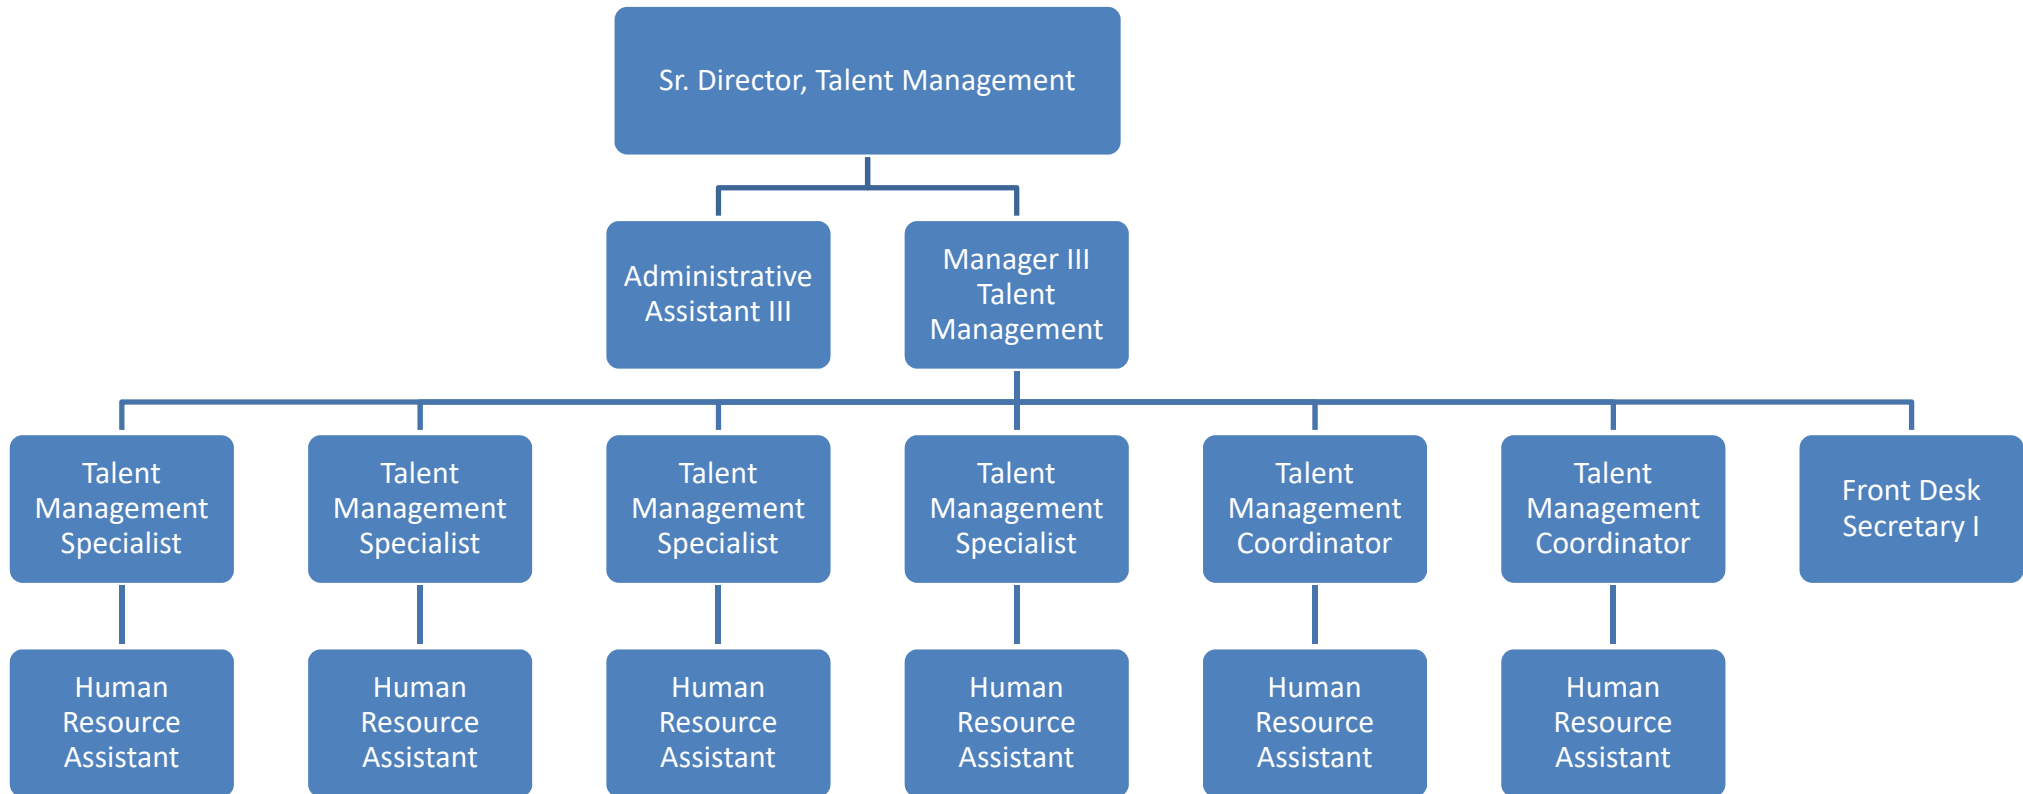 Sr. Director, Talent Management
Administrative
Assistant III
Manager III
Talent
Management
Talent
Management
Specialist
Talent
Management
Specialist
Talent
Management
Specialist
Talent
Management
Specialist
Talent
Management
Coordinator
Talent
Management
Coordinator
Front Desk
Secretary I
Human
Resource
Assistant
Human
Resource
Assistant
Human
Resource
Assistant
Human
Resource
Assistant
Human
Resource
Assistant
Human
Resource
Assistant